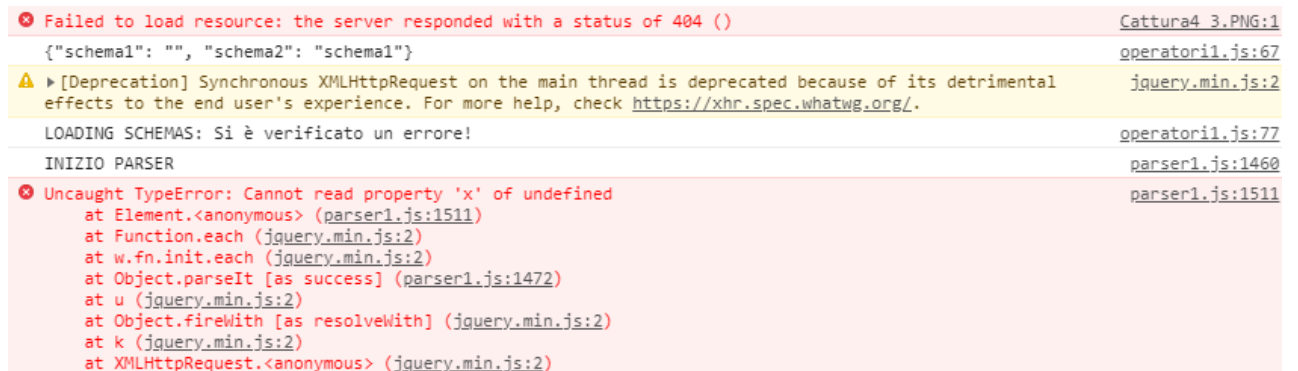 Failed to load resource: the server responded with a status of 404 () Cattura4 3.PNG:1
{"schema1": "", "schema2": "schema1"} operatori1.js:67
▶[Deprecation] Synchronous XMLHttpRequest on the main thread is deprecated because of its detrimental jquery.min.js:2
effects to the end user's experience. For more help, check https://xhr.spec.whatwg.org/.
LOADING SCHEMAS: Si è verificato un errore! operatori1.js:77
INIZIO PARSER parser1.js:1460
Uncaught TypeError: Cannot read property 'x' of undefined parser1.js:1511
at Element.<anonymous> (parser1.js:1511)
at Function.each (jquery.min.js:2)
at w.fn.init.each (jquery.min.js:2)
at Object.parseIt [as success] (parser1.js:1472)
at u (jquery.min.js:2)
at Object.fireWith [as resolveWith] (jquery.min.js:2)
at k (jquery.min.js:2)
at XMLHttpRequest.<anonymous> (jquery.min.js:2)